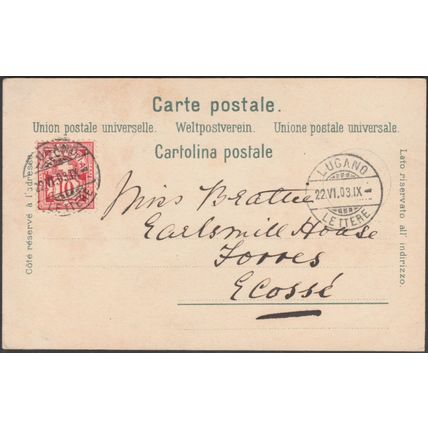 Carte postale.
Union postale universelle. Weltpostverein. Unione postale universale.
Cartolina postale
Côté réservé à l'adresse.
Lato riservato all' indirizzo.
10
LUGANO
22.VI.03.IX
LETTERE
Miss Beattie
Earlsmill House
Forres
Ecosse